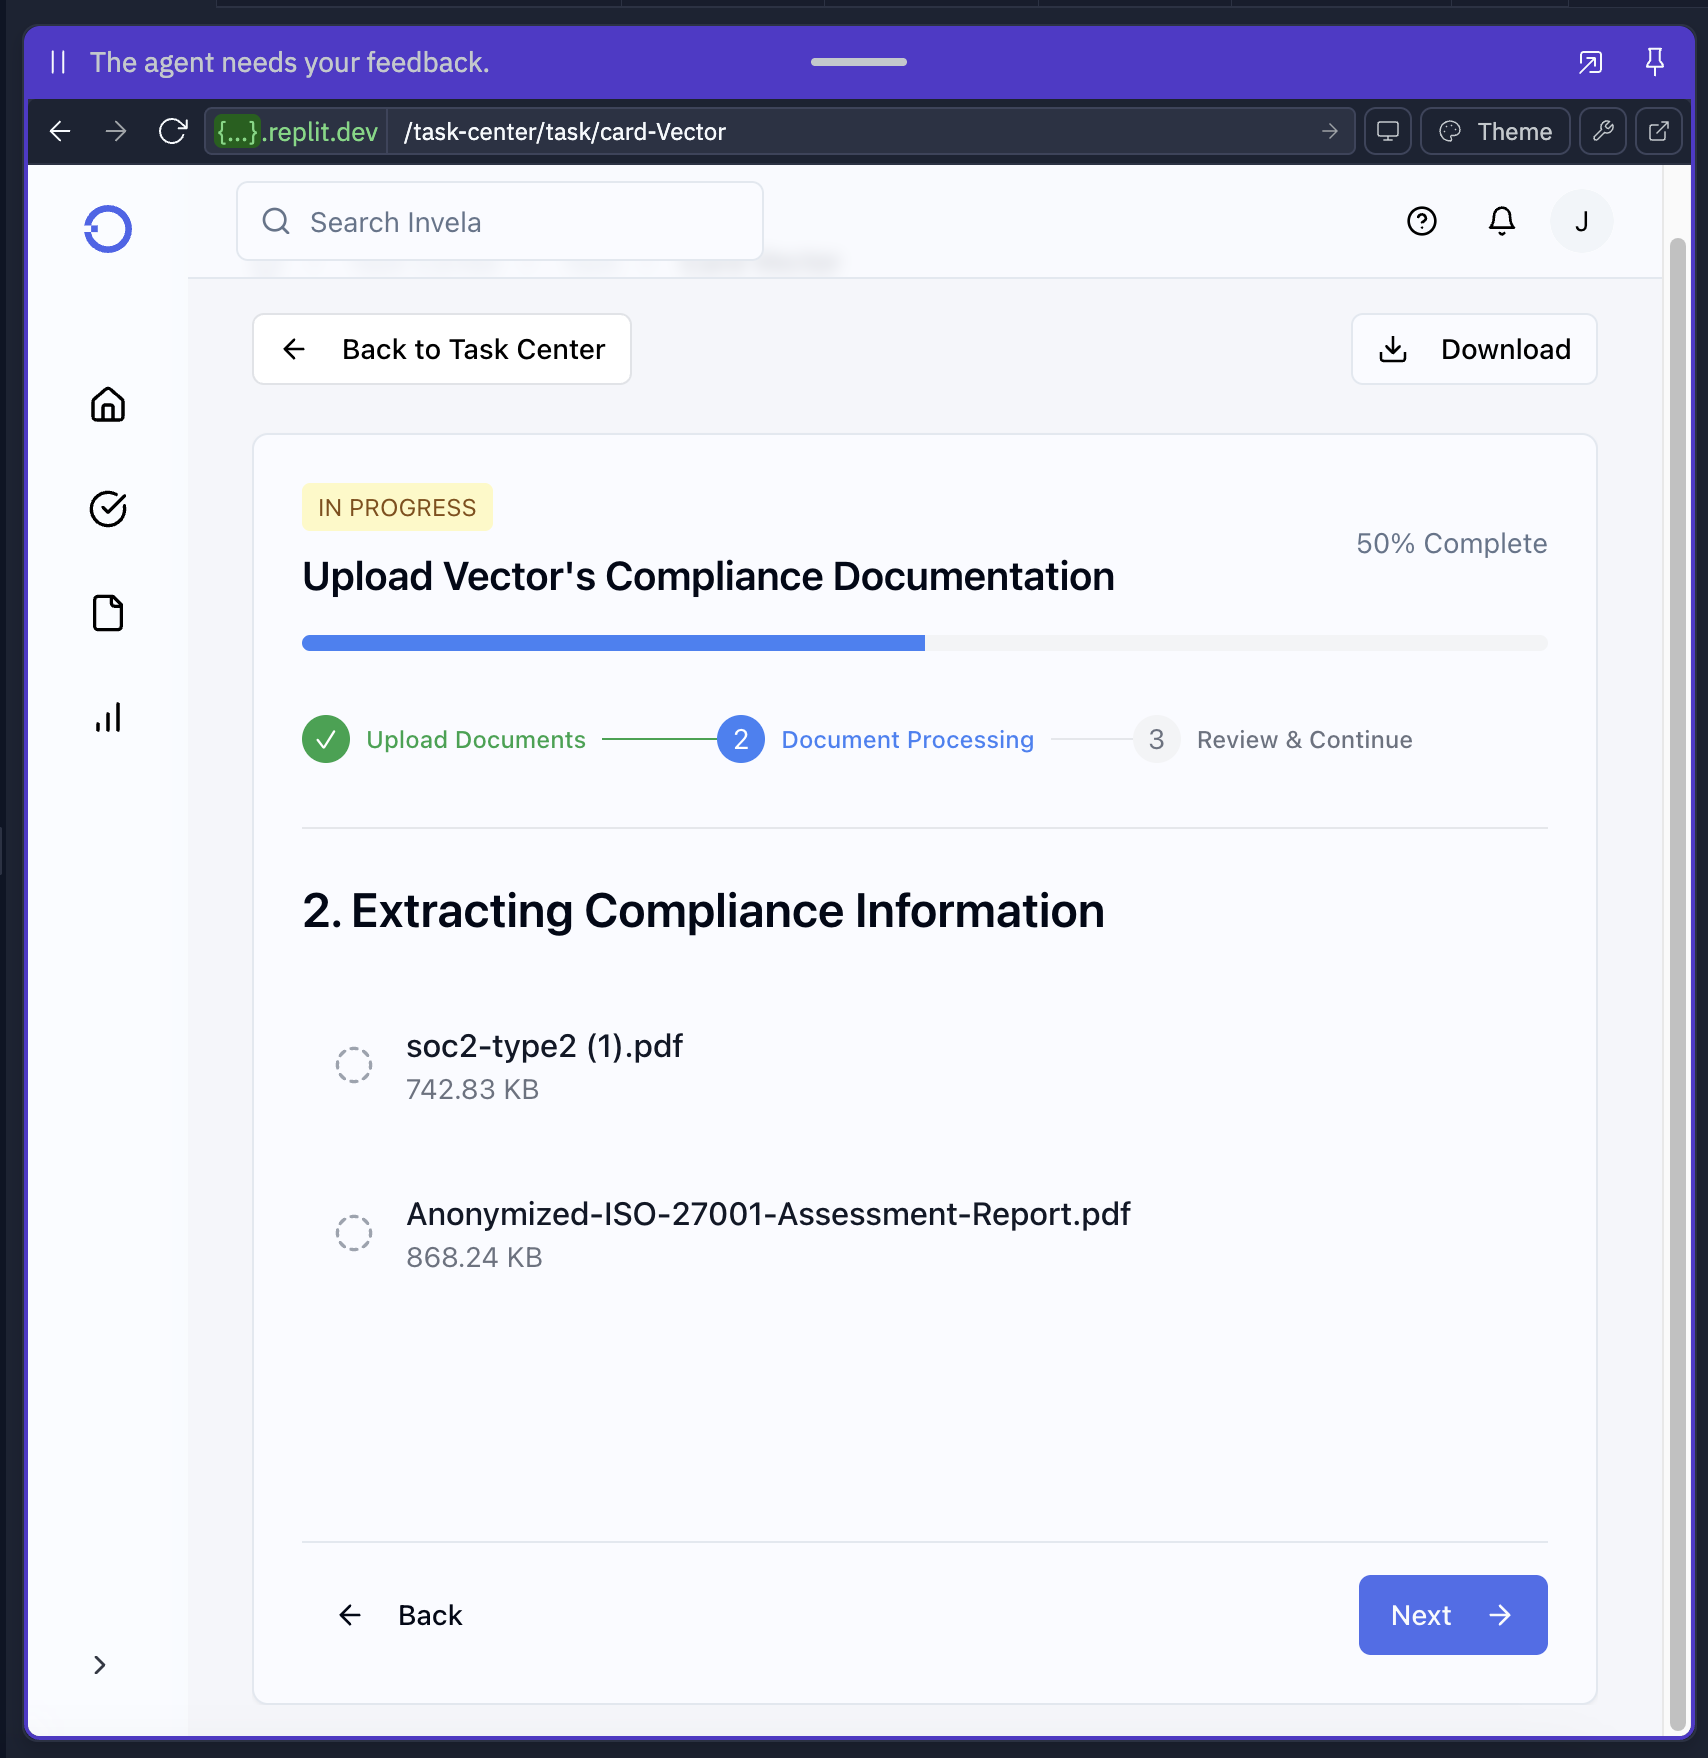 The agent needs your feedback.
{...}.replit.dev /task-center/task/card-Vector
Theme
Search Invela
J
Back to Task Center
Download
IN PROGRESS
50% Complete
Upload Vector's Compliance Documentation
Upload Documents
2 Document Processing
3 Review & Continue
2. Extracting Compliance Information
soc2-type2 (1).pdf
742.83 KB
Anonymized-ISO-27001-Assessment-Report.pdf
868.24 KB
Back
Next